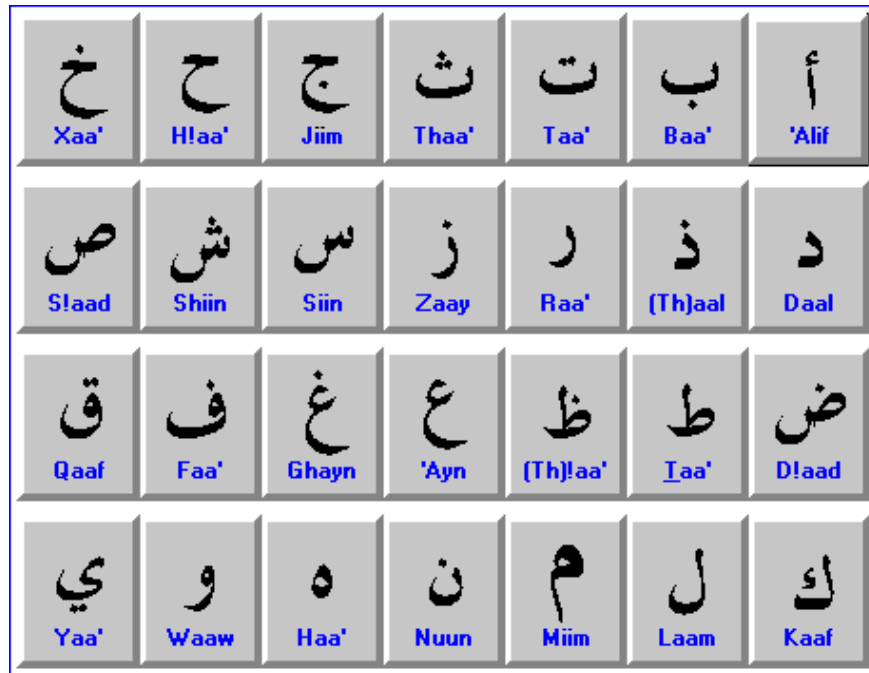 أ ب ت ث ج ح خ
'Alif Baa' Taa' Thaa' Jiim H!aa' Xaa'
د ذ ر ز س ش ص
Daal (Th)aal Raa' Zaay Siin Shiin S!aad
ض ط ظ ع غ ف ق
D!aad Taa' (Th)!aa' 'Ayn Ghayn Faa' Qaaf
ك ل م ن ه و ي
Kaaf Laam Miim Nuun Haa' Waaw Yaa'